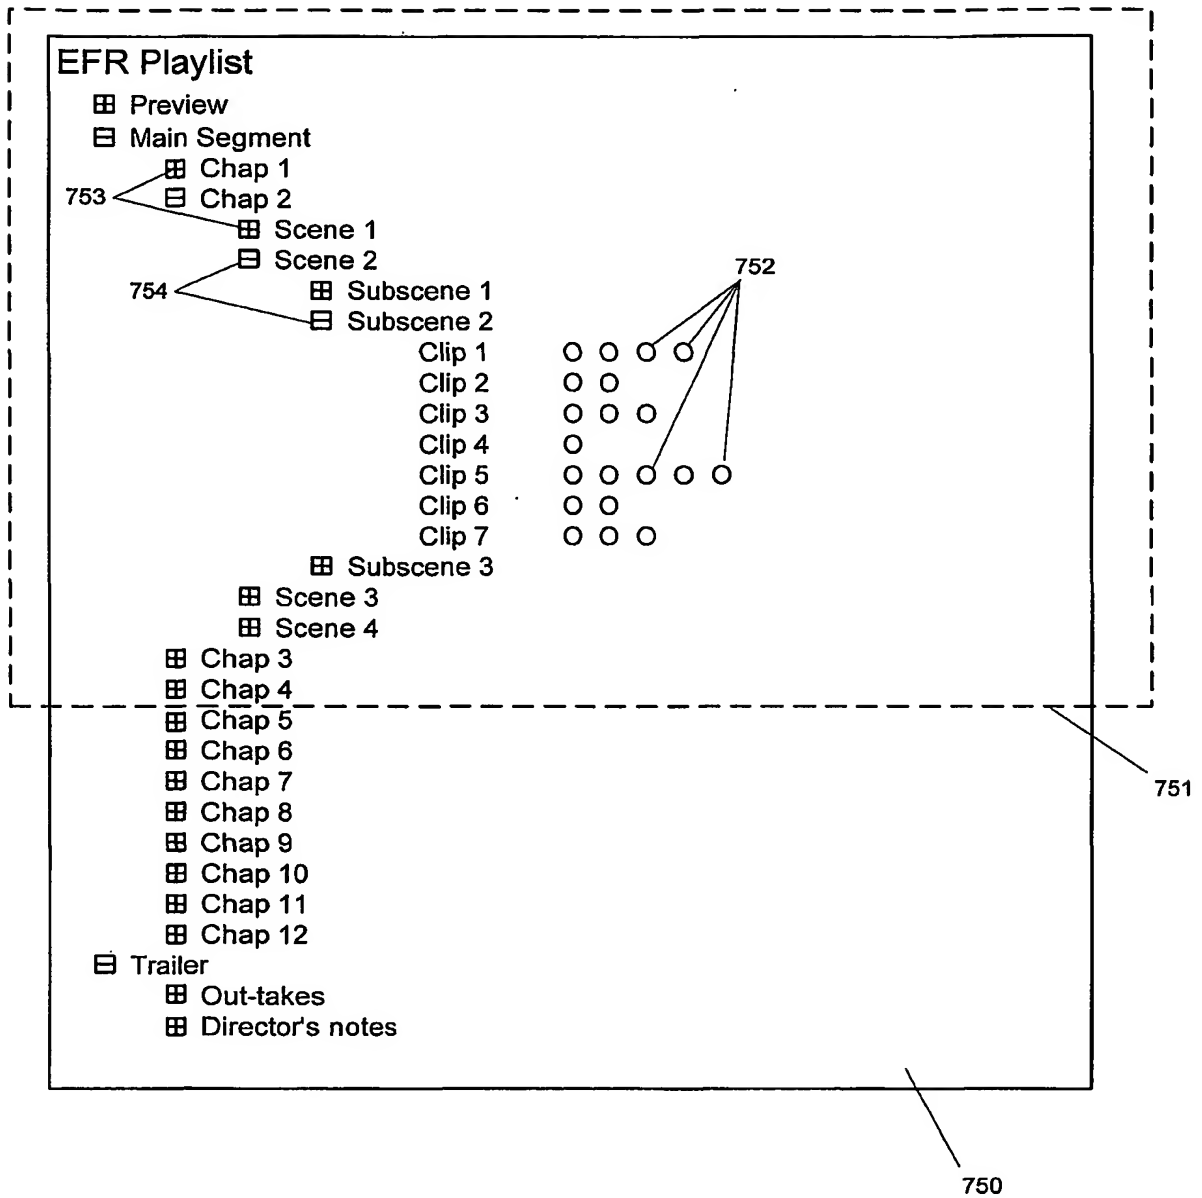 EFR Playlist
Preview
Main Segment
Chap 1
753
Chap 2
Scene 1
Scene 2
752
754
Subscene 1
Subscene 2
Clip 1
Clip 2
Clip 3
Clip 4
Clip 5
Clip 6
Clip 7
Subscene 3
Scene 3
Scene 4
Chap 3
Chap 4
Chap 5
Chap 6
Chap 7
751
Chap 8
Chap 9
Chap 10
Chap 11
Chap 12
Trailer
Out-takes
Director's notes
750